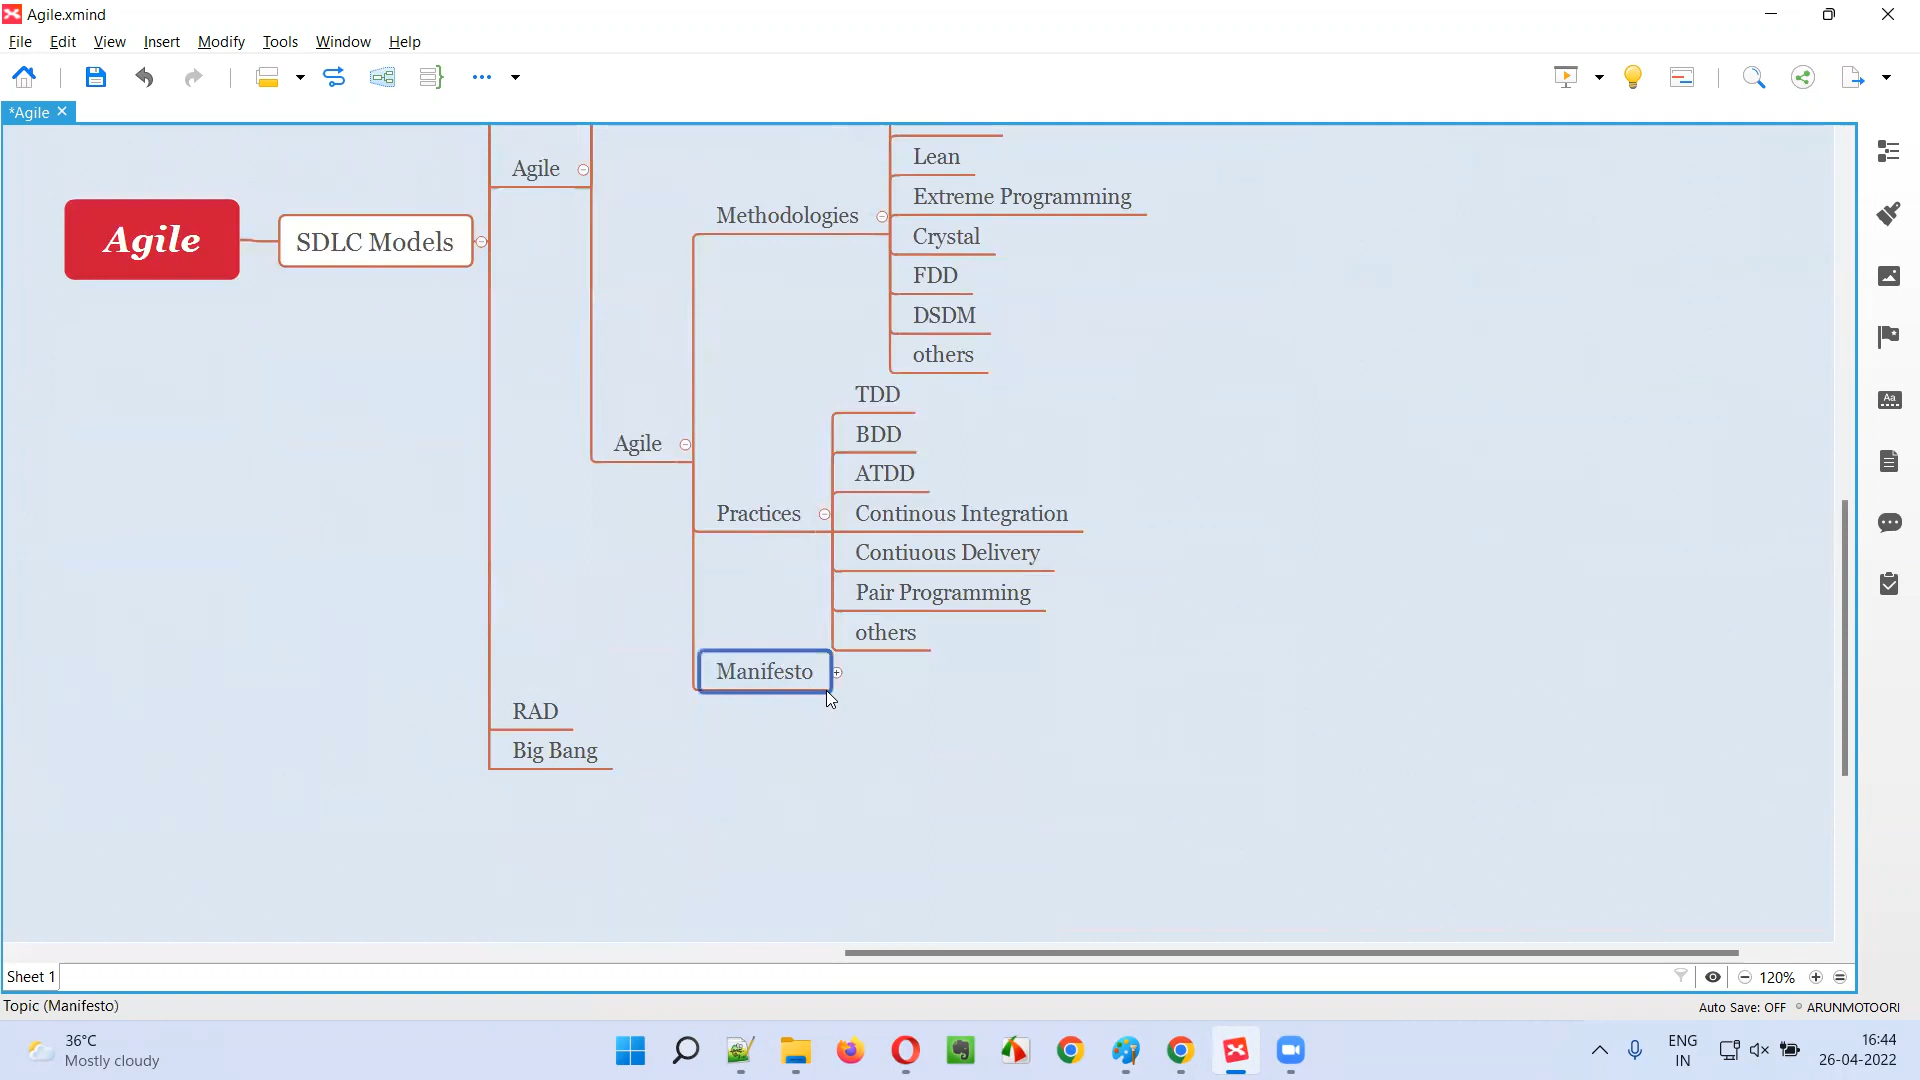 Agile.xmind
File Edit View Insert Modify Tools Window Help
*Agile
Agile
SDLC Models
Agile
Methodologies
Lean
Extreme Programming
Crystal
FDD
DSDM
others
Agile
Practices
TDD
BDD
ATDD
Continous Integration
Contiuous Delivery
Pair Programming
others
Manifesto
RAD
Big Bang
Aa
Sheet 1
120%
Topic (Manifesto)
Auto Save: OFF ARUNMOTOORI
36°C
Mostly cloudy
ENG
IN
16:44
26-04-2022